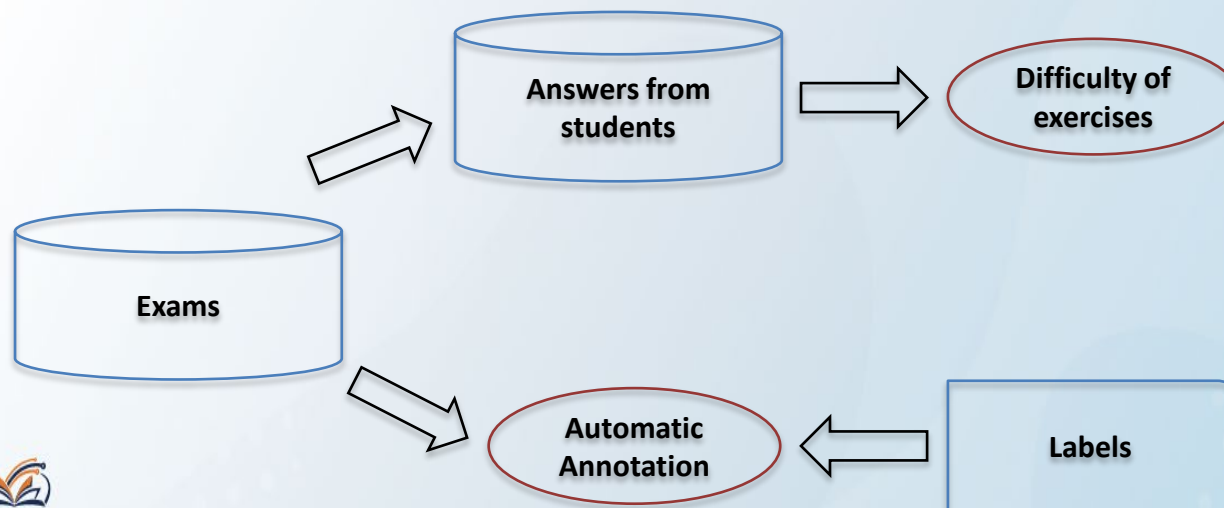 Answers from
students
Difficulty of
exercises
Exams
Automatic
Annotation
Labels